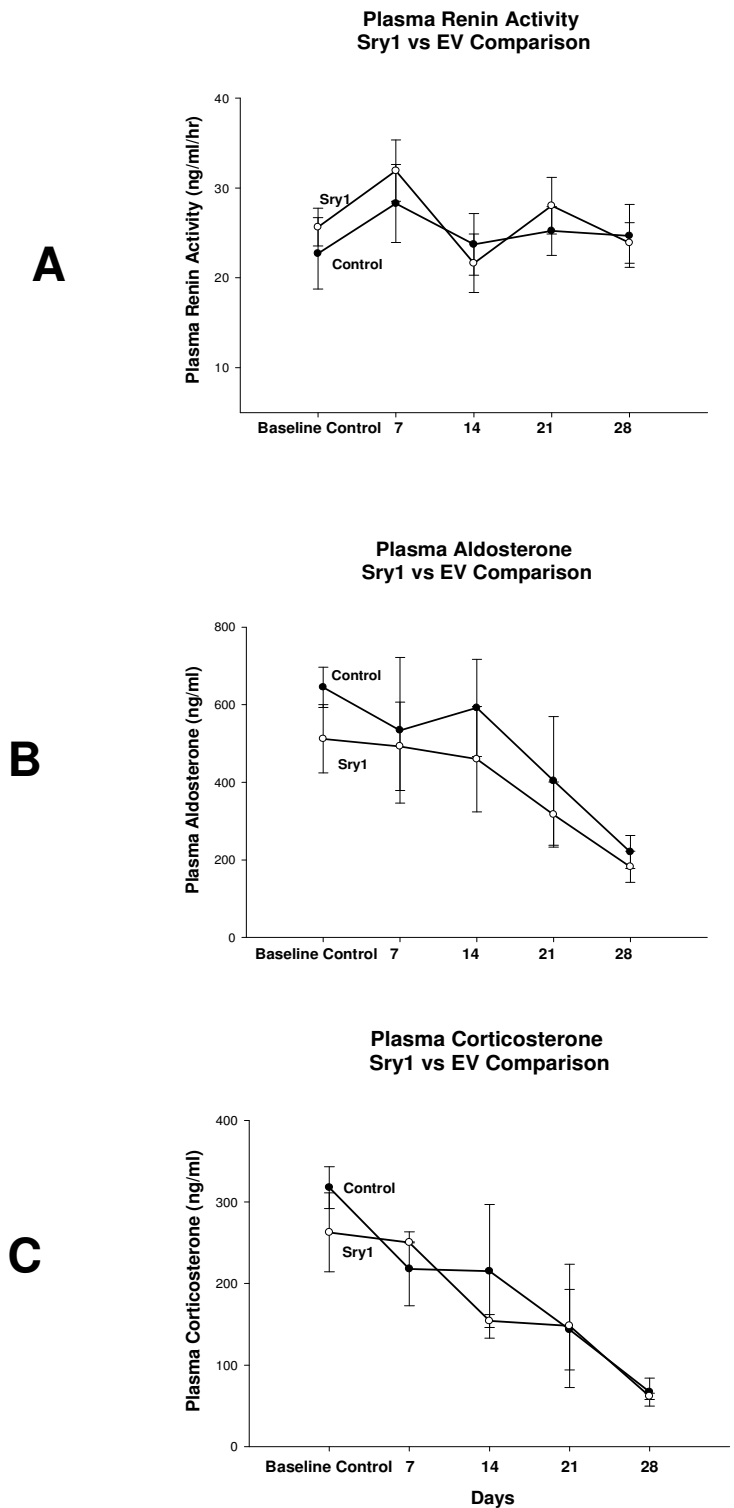 Plasma Renin Activity
Sry1 vs EV Comparison
A
Plasma Renin Activity (ng/ml/hr)
40
30
20
10
Sry1
Control
Baseline Control 7 14 21 28
Plasma Aldosterone
Sry1 vs EV Comparison
B
Plasma Aldosterone (ng/ml)
800
600
400
200
0
Control
Sry1
Baseline Control 7 14 21 28
Plasma Corticosterone
Sry1 vs EV Comparison
C
Plasma Corticosterone (ng/ml)
400
300
200
100
0
Control
Sry1
Baseline Control 7 14 21 28
Days